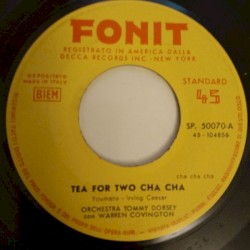 FONIT
REGISTRATO IN AMERICA DALLA
DECCA RECORDS INC - NEW YORK
DEPOSITATO
MADE IN ITALY
BIEM
STANDARD
45
cha cha cha
SP. 50070-A
45 - 104856
TEA FOR TWO CHA CHA
Youmans - Irving Caesar
ORCHESTRA TOMMY DORSEY
con WARREN COVINGTON